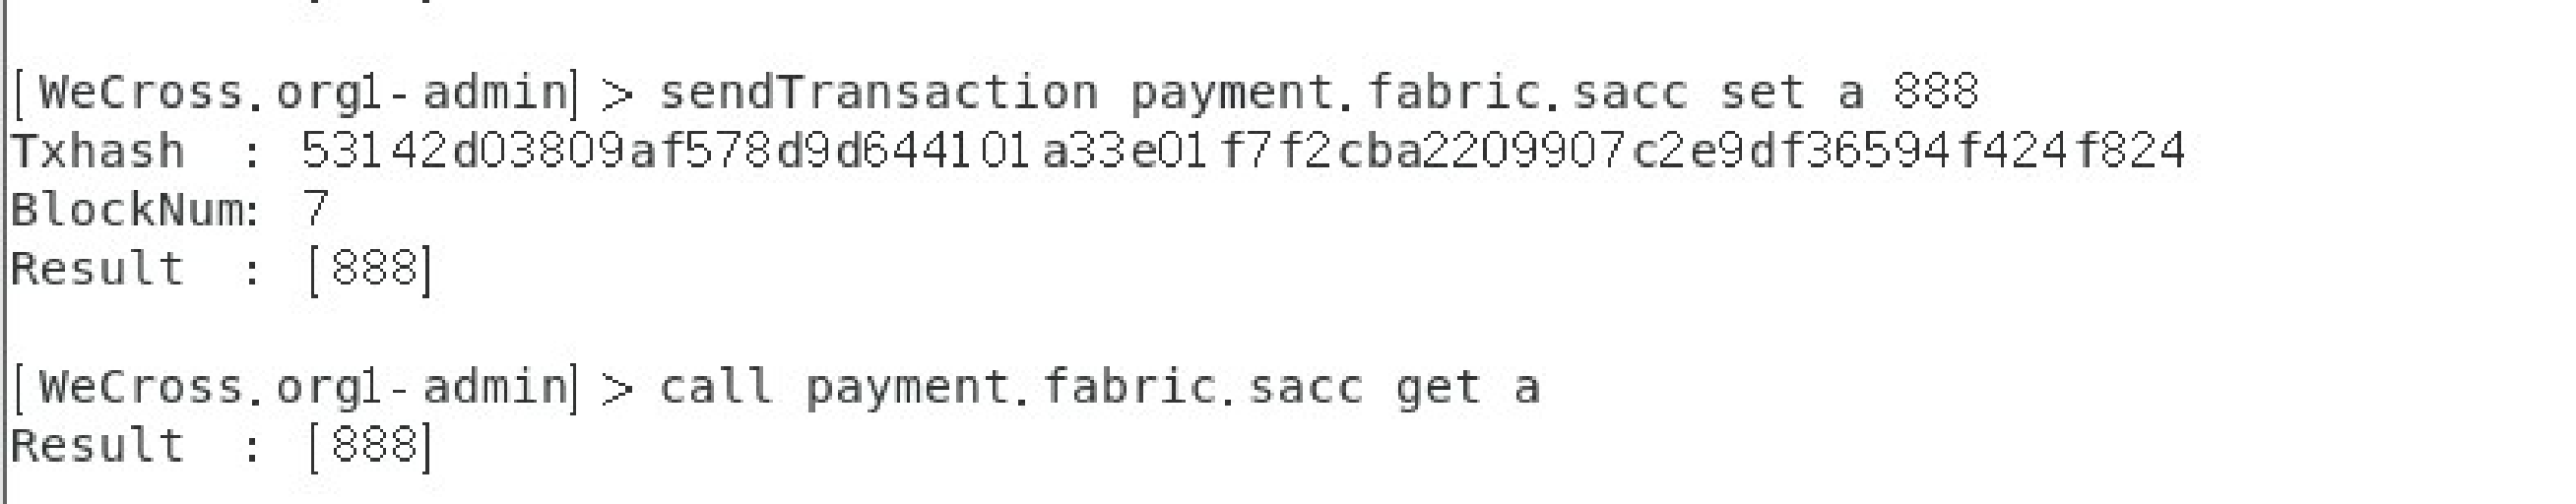 [WeCross.org1-admin]> sendTransaction payment.fabric.sacc set a 888
Txhash  : 53142d03809af578d9d644101a33e01f7f2cba2209907c2e9df36594f424f824
BlockNum: 7
Result  : [888]
[WeCross.org1-admin]> call payment.fabric.sacc get a
Result  : [888]